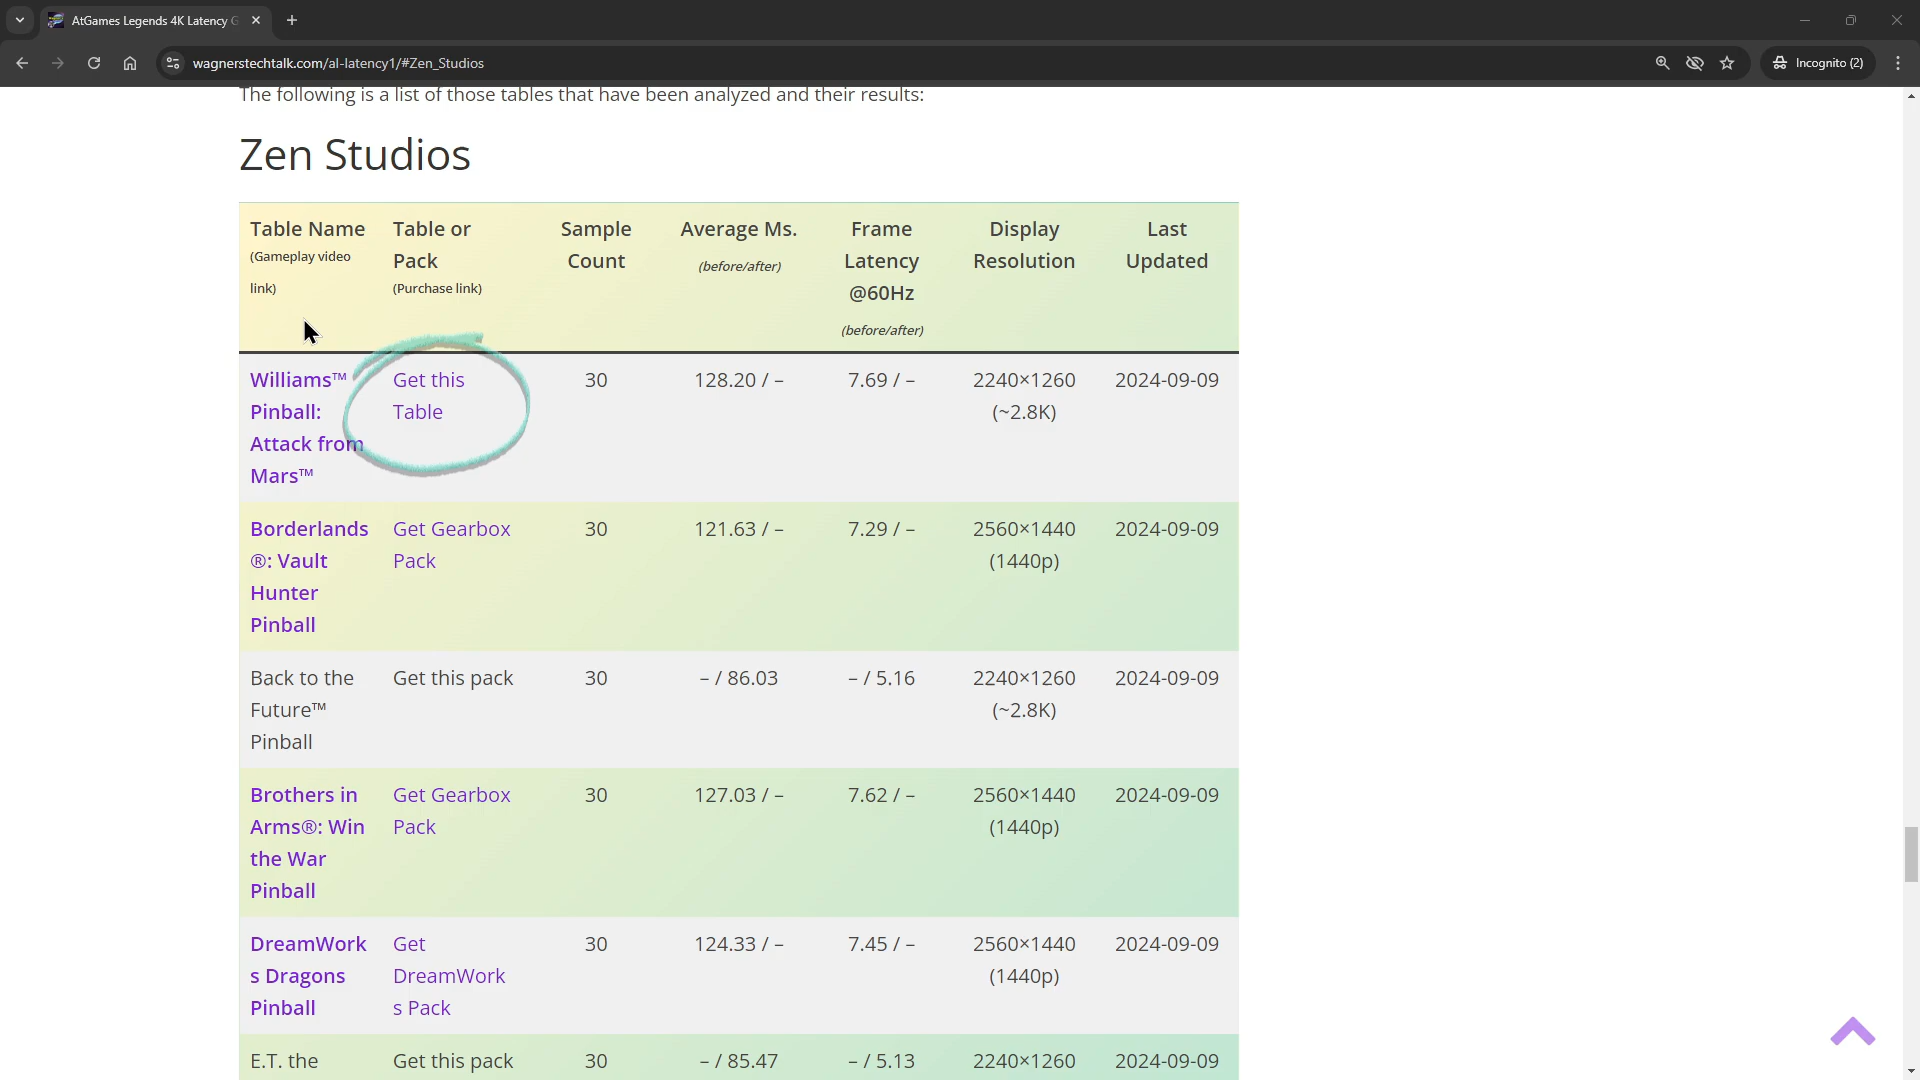 AtGames Legends 4K Latency G
wagnerstechtalk.com/al-latency1/#Zen_Studios
Incognito (2)
The following is a list of those tables that have been analyzed and their results:
Zen Studios
Table Name
(Gameplay video
link)
Table or
Pack
(Purchase link)
Sample
Count
Average Ms.
(before/after)
Frame
Latency
@60Hz
(before/after)
Display
Resolution
Last
Updated
Williams™
Pinball:
Attack from
Mars™
Get this
Table
30
128.20 / –
7.69 / –
2240×1260
(~2.8K)
2024-09-09
Borderlands
®: Vault
Hunter
Pinball
Get Gearbox
Pack
30
121.63 / –
7.29 / –
2560×1440
(1440p)
2024-09-09
Back to the
Future™
Pinball
Get this pack
30
– / 86.03
– / 5.16
2240×1260
(~2.8K)
2024-09-09
Brothers in
Arms®: Win
the War
Pinball
Get Gearbox
Pack
30
127.03 / –
7.62 / –
2560×1440
(1440p)
2024-09-09
DreamWork
s Dragons
Pinball
Get
DreamWork
s Pack
30
124.33 / –
7.45 / –
2560×1440
(1440p)
2024-09-09
E.T. the
Get this pack
30
– / 85.47
– / 5.13
2240×1260
2024-09-09